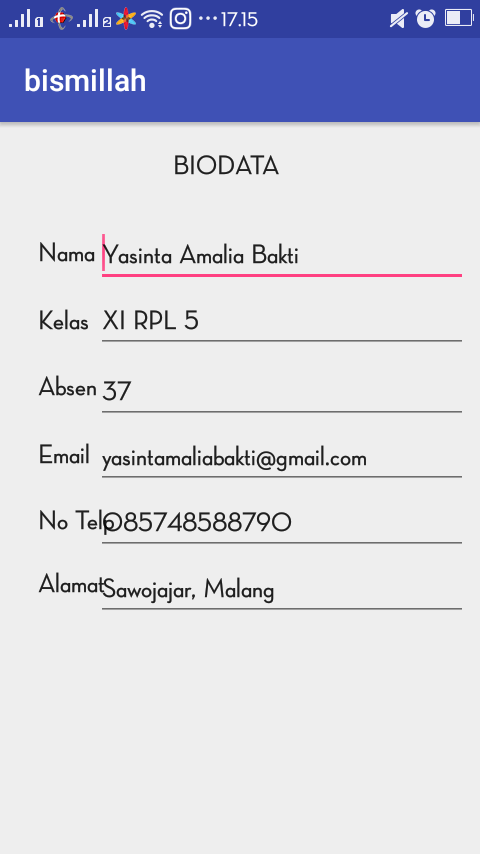 17.15
bismillah
BIODATA
Nama Yasinta Amalia Bakti
Kelas XI RPL 5
Absen 37
Email yasintamaliabakti@gmail.com
No Telp 085748588790
Alamat Sawojajar, Malang